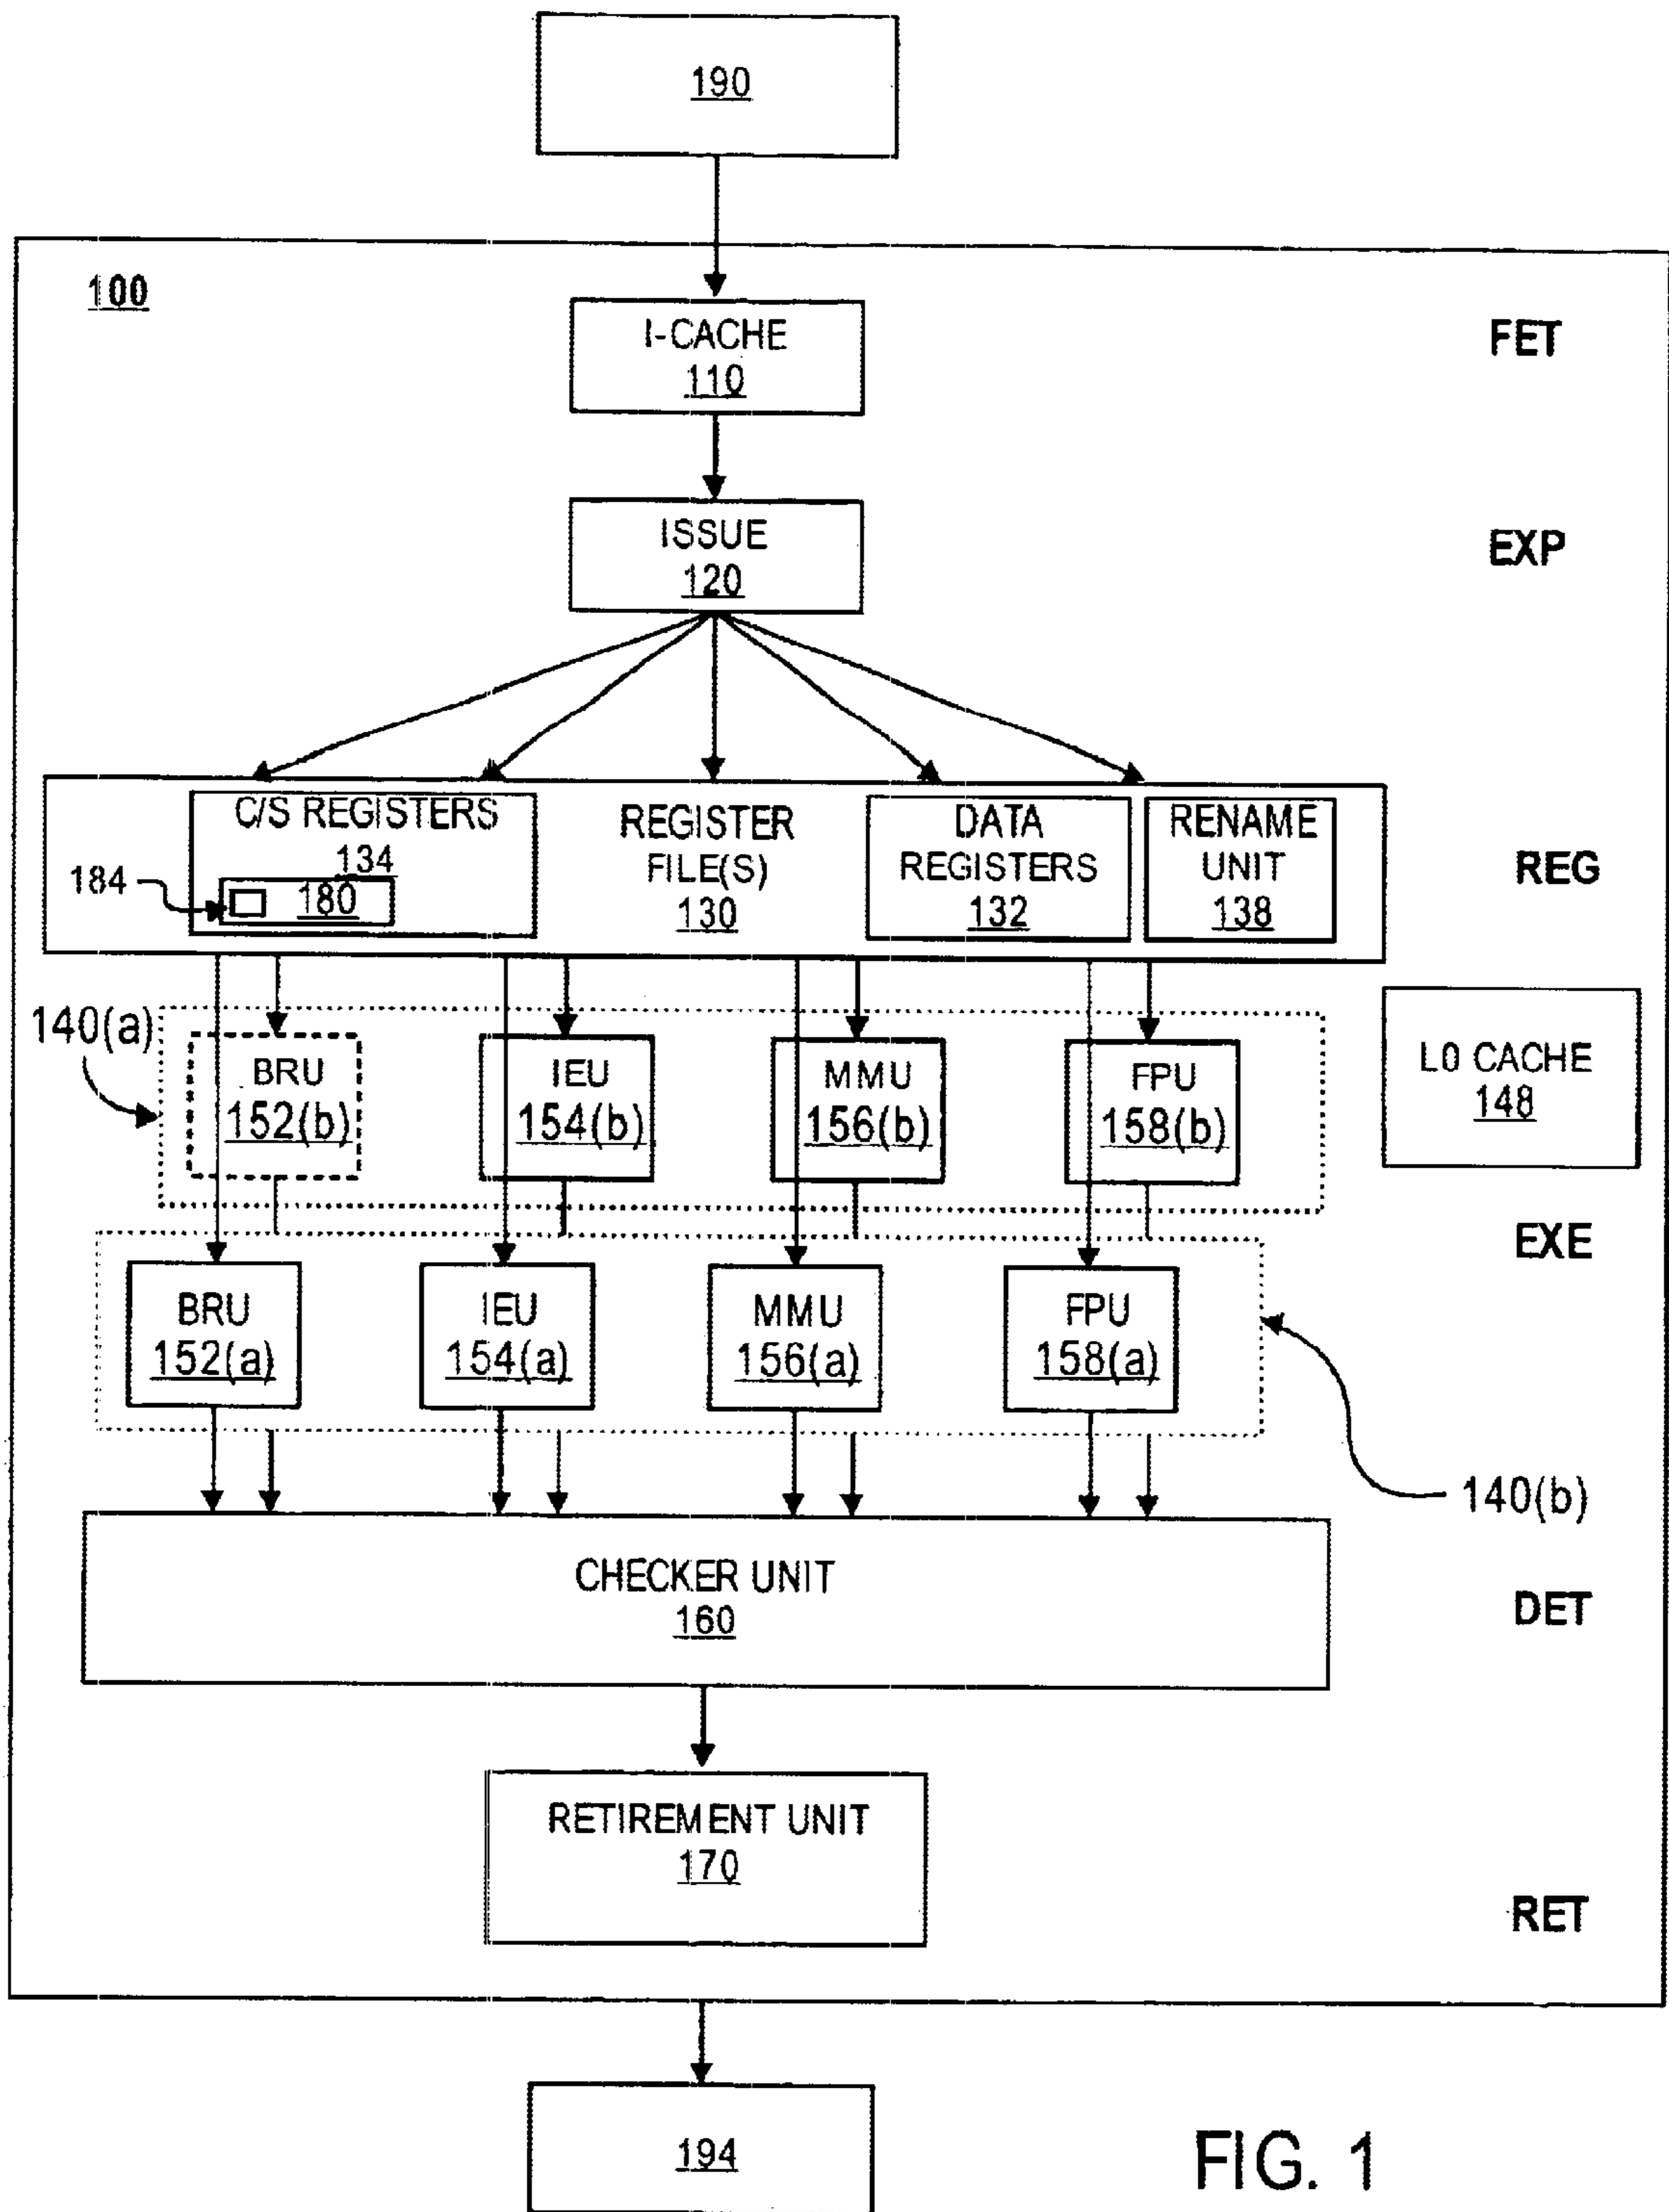 190
100
I-CACHE
110
FET
ISSUE
120
EXP
C/S REGISTERS
134
180
184
REGISTER
FILE(S)
130
DATA
REGISTERS
132
RENAME
UNIT
138
REG
140(a)
BRU
152(b)
IEU
154(b)
MMU
156(b)
FPU
158(b)
L0 CACHE
148
EXE
BRU
152(a)
IEU
154(a)
MMU
156(a)
FPU
158(a)
140(b)
CHECKER UNIT
160
DET
RETIREMENT UNIT
170
RET
194
FIG. 1